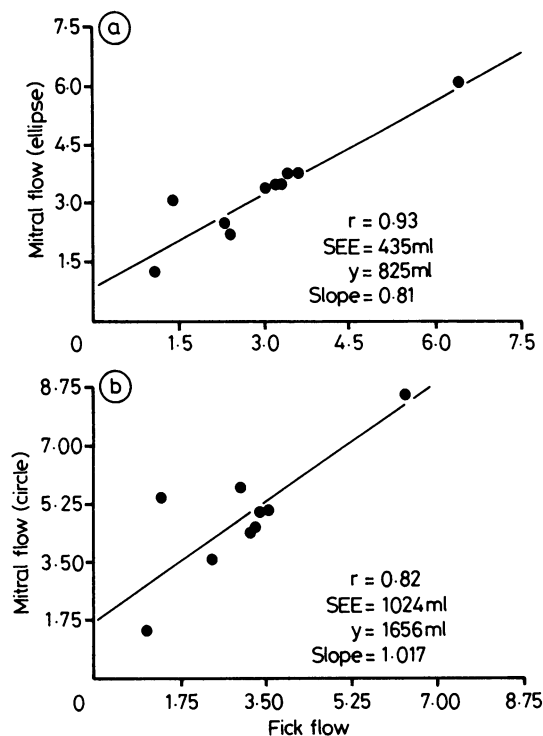 a
Mitral flow (ellipse)
7·5
6·0
4·5
3·0
1·5
r = 0·93
SEE = 435ml
y = 825ml
Slope = 0·81
0 1·5 3·0 4·5 6·0 7·5
b
Mitral flow (circle)
8·75
7·00
5·25
3·50
1·75
r = 0·82
SEE = 1024ml
y = 1656ml
Slope = 1·017
0 1·75 3·50 5·25 7·00 8·75
Fick flow